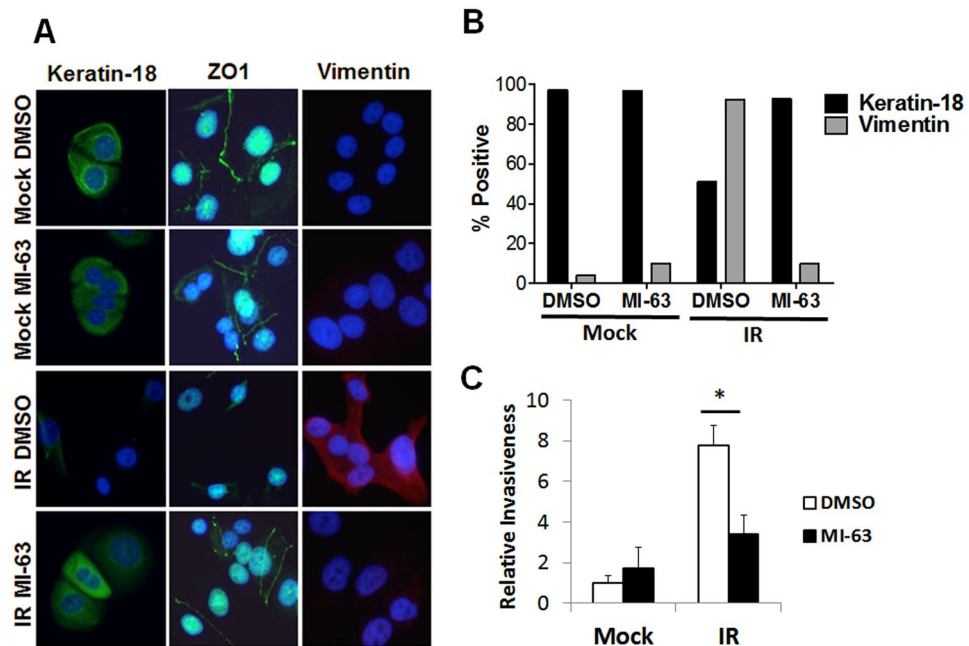 A
Keratin-18 ZO1 Vimentin
Mock DMSO
Mock MI-63
IR DMSO
IR MI-63
B
% Positive
100
80
60
40
20
0
DMSO MI-63 DMSO MI-63
Mock IR
Keratin-18
Vimentin
C
Relative Invasiveness
10
8
6
4
2
0
*
Mock IR
DMSO
MI-63